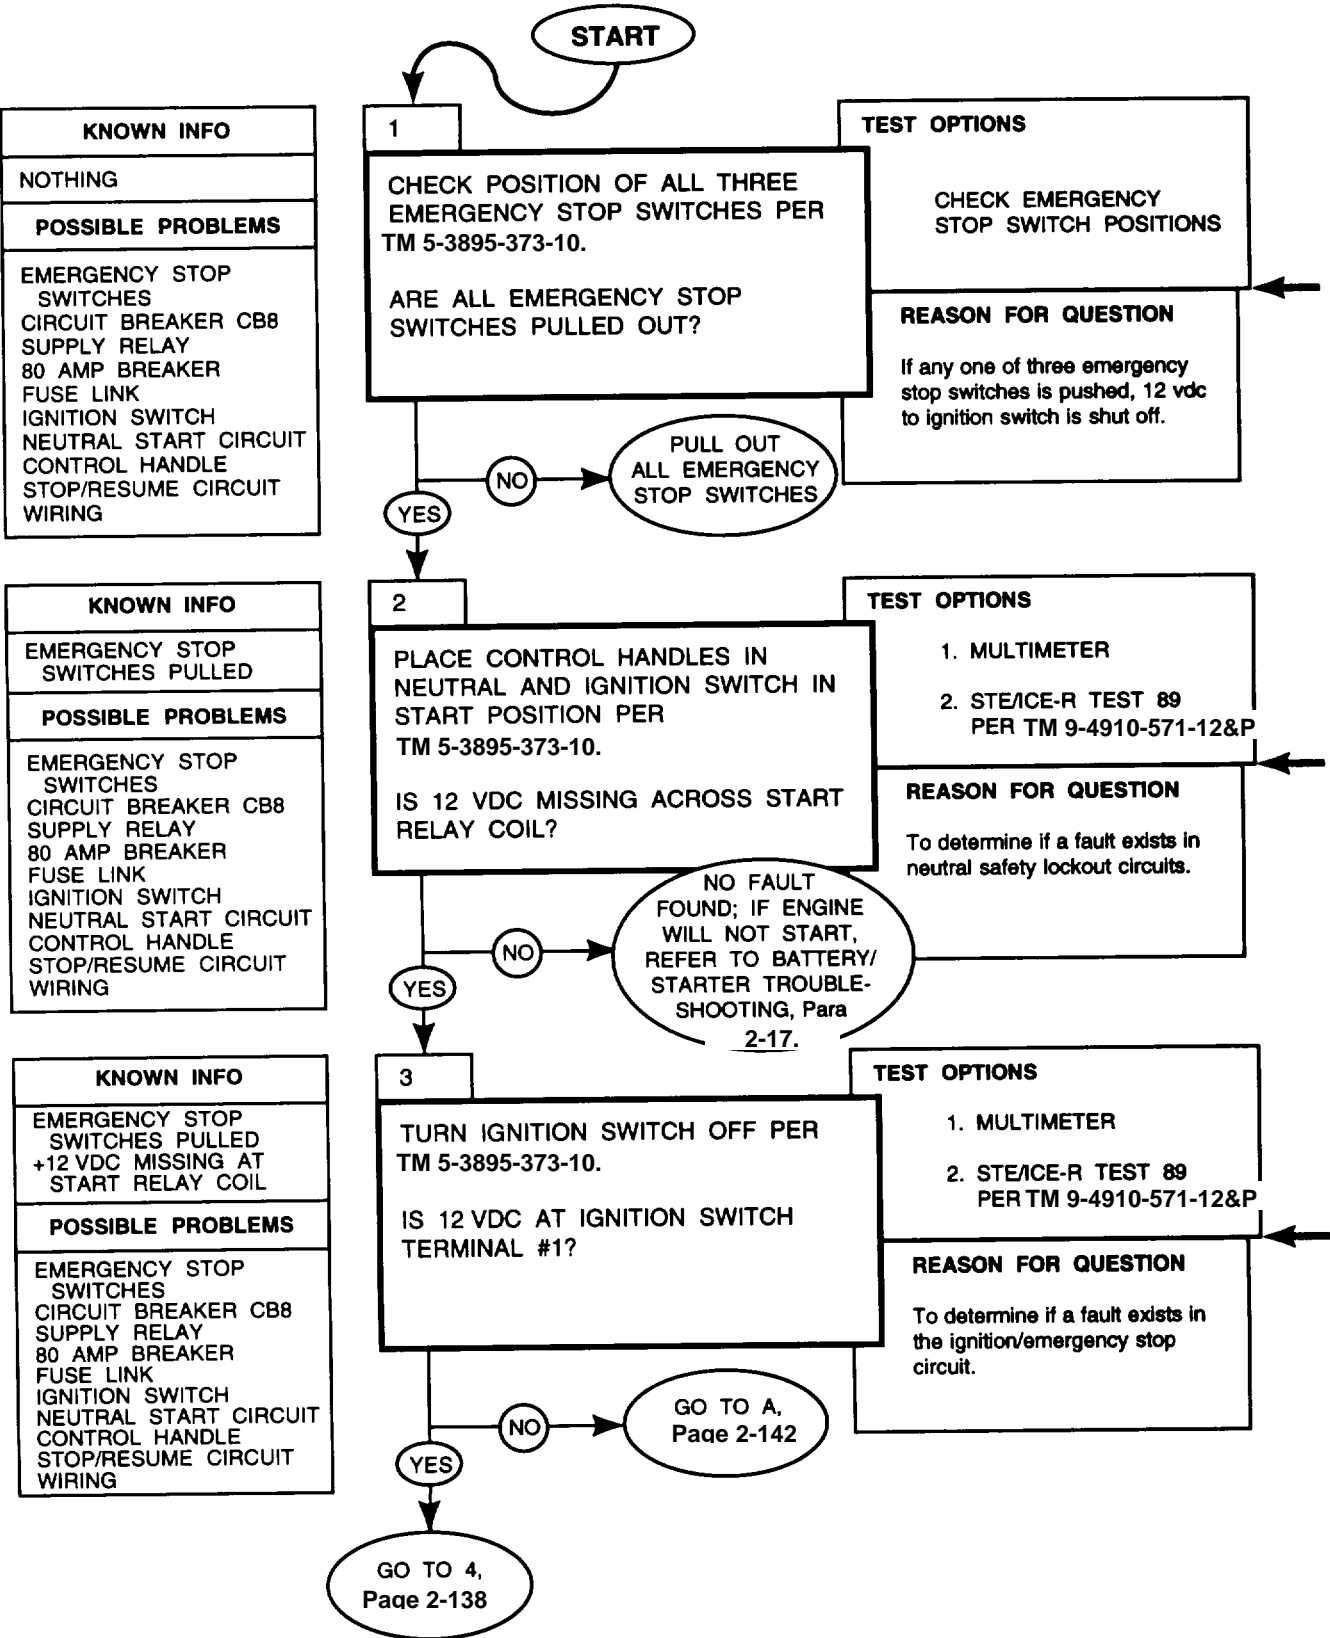 START
KNOWN INFO
NOTHING
POSSIBLE PROBLEMS
EMERGENCY STOP
SWITCHES
CIRCUIT BREAKER CB8
SUPPLY RELAY
80 AMP BREAKER
FUSE LINK
IGNITION SWITCH
NEUTRAL START CIRCUIT
CONTROL HANDLE
STOP/RESUME CIRCUIT
WIRING
1
CHECK POSITION OF ALL THREE
EMERGENCY STOP SWITCHES PER
TM 5-3895-373-10.
ARE ALL EMERGENCY STOP
SWITCHES PULLED OUT?
TEST OPTIONS
CHECK EMERGENCY
STOP SWITCH POSITIONS
REASON FOR QUESTION
If any one of three emergency
stop switches is pushed, 12 vdc
to ignition switch is shut off.
NO
PULL OUT
ALL EMERGENCY
STOP SWITCHES
YES
KNOWN INFO
EMERGENCY STOP
SWITCHES PULLED
POSSIBLE PROBLEMS
EMERGENCY STOP
SWITCHES
CIRCUIT BREAKER CB8
SUPPLY RELAY
80 AMP BREAKER
FUSE LINK
IGNITION SWITCH
NEUTRAL START CIRCUIT
CONTROL HANDLE
STOP/RESUME CIRCUIT
WIRING
2
PLACE CONTROL HANDLES IN
NEUTRAL AND IGNITION SWITCH IN
START POSITION PER
TM 5-3895-373-10.
IS 12 VDC MISSING ACROSS START
RELAY COIL?
TEST OPTIONS
1. MULTIMETER
2. STE/ICE-R TEST 89
PER TM 9-4910-571-12&P
REASON FOR QUESTION
To determine if a fault exists in
neutral safety lockout circuits.
NO
NO FAULT
FOUND; IF ENGINE
WILL NOT START,
REFER TO BATTERY/
STARTER TROUBLE-
SHOOTING, Para
2-17.
YES
KNOWN INFO
EMERGENCY STOP
SWITCHES PULLED
+12 VDC MISSING AT
START RELAY COIL
POSSIBLE PROBLEMS
EMERGENCY STOP
SWITCHES
CIRCUIT BREAKER CB8
SUPPLY RELAY
80 AMP BREAKER
FUSE LINK
IGNITION SWITCH
NEUTRAL START CIRCUIT
CONTROL HANDLE
STOP/RESUME CIRCUIT
WIRING
3
TURN IGNITION SWITCH OFF PER
TM 5-3895-373-10.
IS 12 VDC AT IGNITION SWITCH
TERMINAL #1?
TEST OPTIONS
1. MULTIMETER
2. STE/ICE-R TEST 89
PER TM 9-4910-571-12&P
REASON FOR QUESTION
To determine if a fault exists in
the ignition/emergency stop
circuit.
NO
GO TO A,
Page 2-142
YES
GO TO 4,
Page 2-138